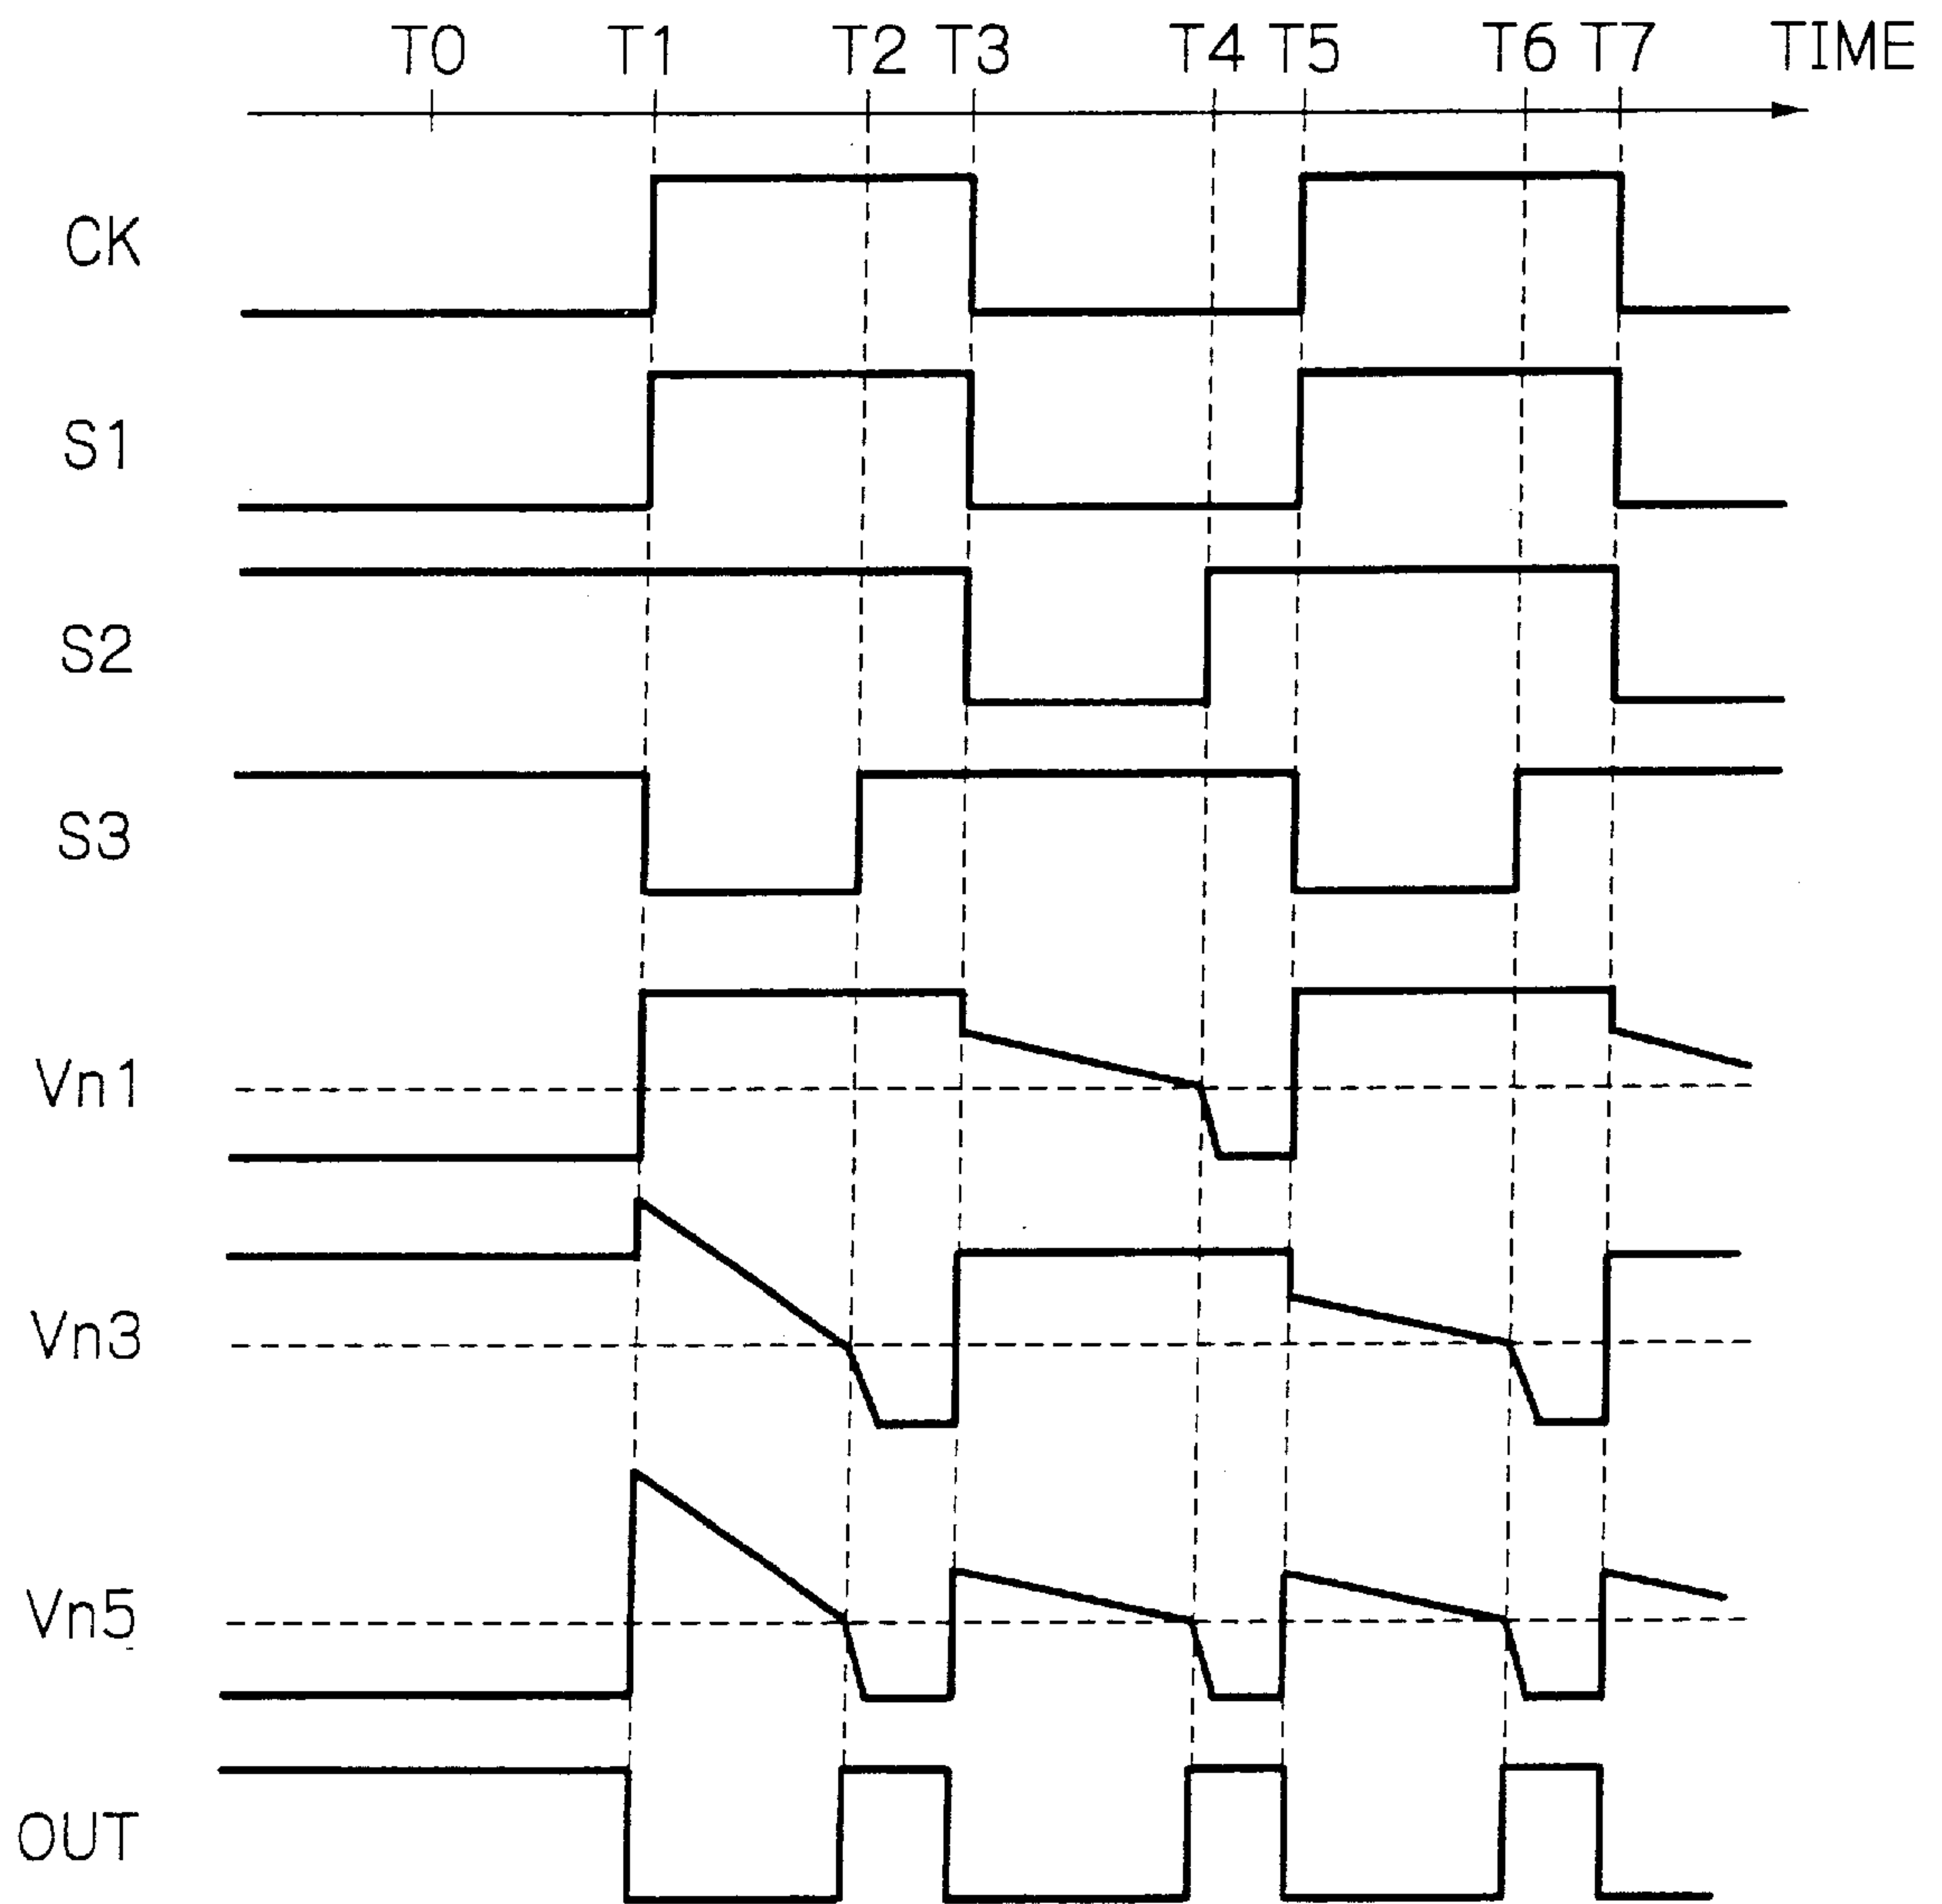 T0 T1 T2 T3 T4 T5 T6 T7 TIME
CK
S1
S2
S3
Vn1
Vn3
Vn5
OUT